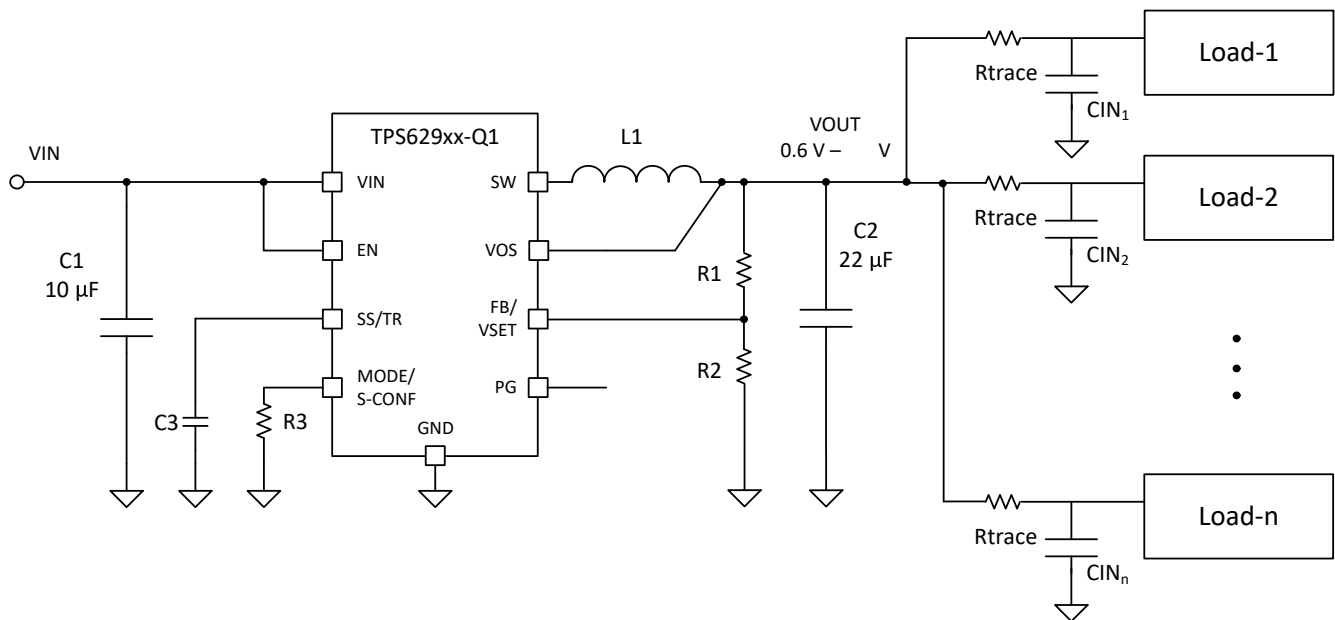 VIN
C1
10 µF
C3
R3
TPS629xx-Q1
VIN
EN
SS/TR
MODE/
S-CONF
GND
SW
VOS
FB/
VSET
PG
L1
R1
R2
VOUT
0.6 V – V
C2
22 µF
Rtrace
CIN₁
Load-1
Rtrace
CIN₂
Load-2
Rtrace
CINₙ
Load-n